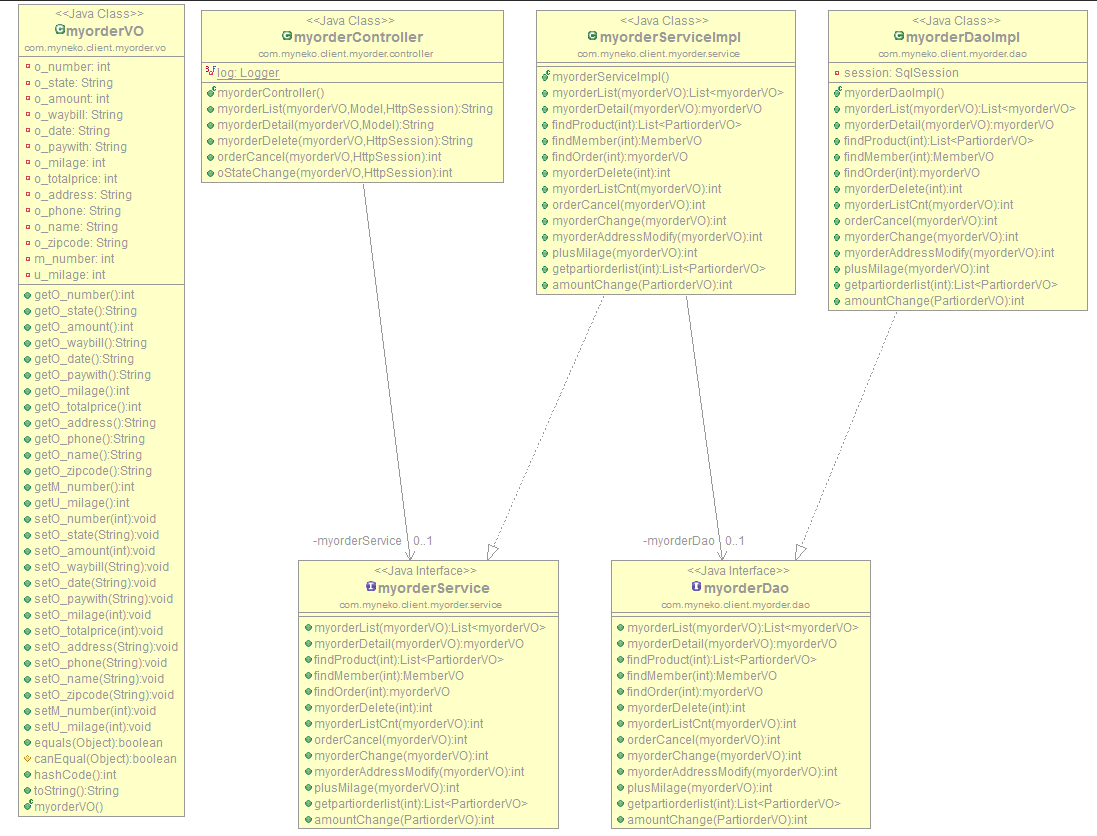 <<Java Class>>
myorderVO
com.myneko.client.myorder.vo
o_number: int
o_state: String
o_amount: int
o_waybill: String
o_date: String
o_paywith: String
o_milage: int
o_totalprice: int
o_address: String
o_phone: String
o_name: String
o_zipcode: String
m_number: int
u_milage: int
getO_number():int
getO_state():String
getO_amount():int
getO_waybill():String
getO_date():String
getO_paywith():String
getO_milage():int
getO_totalprice():int
getO_address():String
getO_phone():String
getO_name():String
getO_zipcode():String
getM_number():int
getU_milage():int
setO_number(int):void
setO_state(String):void
setO_amount(int):void
setO_waybill(String):void
setO_date(String):void
setO_paywith(String):void
setO_milage(int):void
setO_totalprice(int):void
setO_address(String):void
setO_phone(String):void
setO_name(String):void
setO_zipcode(String):void
setM_number(int):void
setU_milage(int):void
equals(Object):boolean
canEqual(Object):boolean
hashCode():int
toString():String
myorderVO()
<<Java Class>>
myorderController
com.myneko.client.myorder.controller
log: Logger
myorderController()
myorderList(myorderVO,Model,HttpSession):String
myorderDetail(myorderVO,Model):String
myorderDelete(myorderVO,HttpSession):String
orderCancel(myorderVO,HttpSession):int
oStateChange(myorderVO,HttpSession):int
<<Java Class>>
myorderServiceImpl
com.myneko.client.myorder.service
myorderServiceImpl()
myorderList(myorderVO):List<myorderVO>
myorderDetail(myorderVO):myorderVO
findProduct(int):List<PartiorderVO>
findMember(int):MemberVO
findOrder(int):myorderVO
myorderDelete(int):int
myorderListCnt(myorderVO):int
orderCancel(myorderVO):int
myorderChange(myorderVO):int
myorderAddressModify(myorderVO):int
plusMilage(myorderVO):int
getpartiorderlist(int):List<PartiorderVO>
amountChange(PartiorderVO):int
<<Java Class>>
myorderDaoImpl
com.myneko.client.myorder.dao
session: SqlSession
myorderDaoImpl()
myorderList(myorderVO):List<myorderVO>
myorderDetail(myorderVO):myorderVO
findProduct(int):List<PartiorderVO>
findMember(int):MemberVO
findOrder(int):myorderVO
myorderDelete(int):int
myorderListCnt(myorderVO):int
orderCancel(myorderVO):int
myorderChange(myorderVO):int
myorderAddressModify(myorderVO):int
plusMilage(myorderVO):int
getpartiorderlist(int):List<PartiorderVO>
amountChange(PartiorderVO):int
-myorderService 0..1
-myorderDao 0..1
<<Java Interface>>
myorderService
com.myneko.client.myorder.service
myorderList(myorderVO):List<myorderVO>
myorderDetail(myorderVO):myorderVO
findProduct(int):List<PartiorderVO>
findMember(int):MemberVO
findOrder(int):myorderVO
myorderDelete(int):int
myorderListCnt(myorderVO):int
orderCancel(myorderVO):int
myorderChange(myorderVO):int
myorderAddressModify(myorderVO):int
plusMilage(myorderVO):int
getpartiorderlist(int):List<PartiorderVO>
amountChange(PartiorderVO):int
<<Java Interface>>
myorderDao
com.myneko.client.myorder.dao
myorderList(myorderVO):List<myorderVO>
myorderDetail(myorderVO):myorderVO
findProduct(int):List<PartiorderVO>
findMember(int):MemberVO
findOrder(int):myorderVO
myorderDelete(int):int
myorderListCnt(myorderVO):int
orderCancel(myorderVO):int
myorderChange(myorderVO):int
myorderAddressModify(myorderVO):int
plusMilage(myorderVO):int
getpartiorderlist(int):List<PartiorderVO>
amountChange(PartiorderVO):int